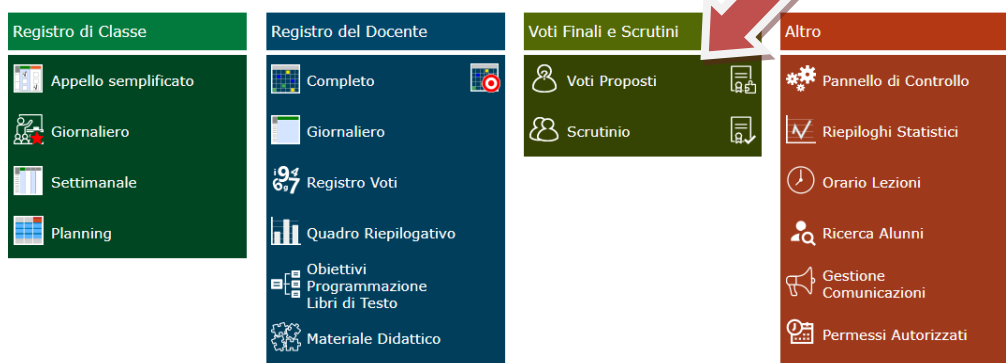 Registro di Classe
Appello semplificato
Giornaliero
Settimanale
Planning
Registro del Docente
Completo
Giornaliero
Registro Voti
Quadro Riepilogativo
Obiettivi
Programmazione
Libri di Testo
Materiale Didattico
Voti Finali e Scrutini
Voti Proposti
Scrutinio
Altro
Pannello di Controllo
Riepiloghi Statistici
Orario Lezioni
Ricerca Alunni
Gestione
Comunicazioni
Permessi Autorizzati